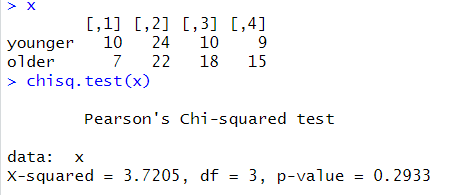 > x
        [,1] [,2] [,3] [,4]
younger   10   24   10    9
older      7   22   18   15
> chisq.test(x)
        Pearson's Chi-squared test
data:  x
X-squared = 3.7205, df = 3, p-value = 0.2933